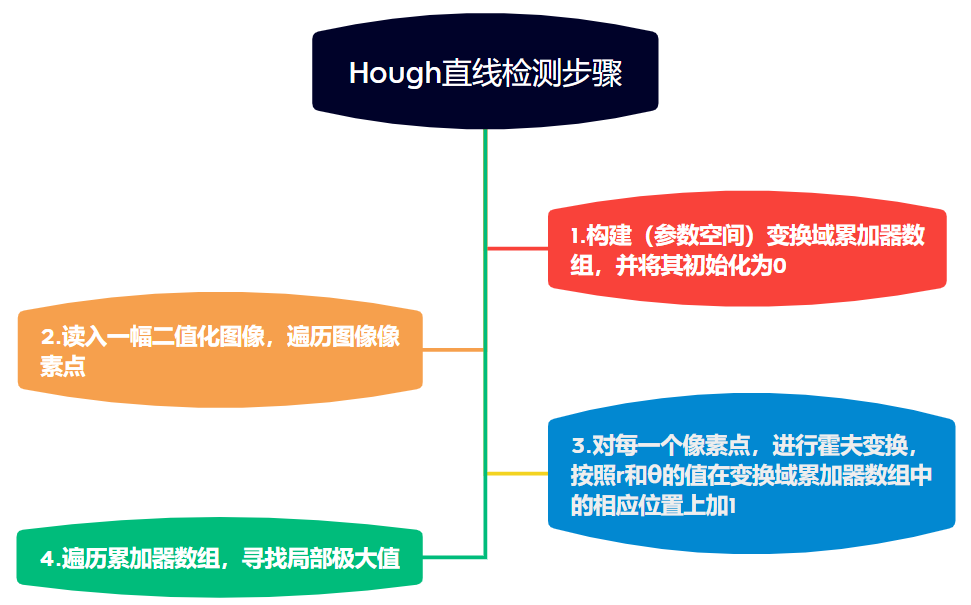 Hough直线检测步骤
1.构建（参数空间）变换域累加器数
组，并将其初始化为0
2.读入一幅二值化图像，遍历图像像
素点
3.对每一个像素点，进行霍夫变换，
按照r和θ的值在变换域累加器数组中
的相应位置上加1
4.遍历累加器数组，寻找局部极大值